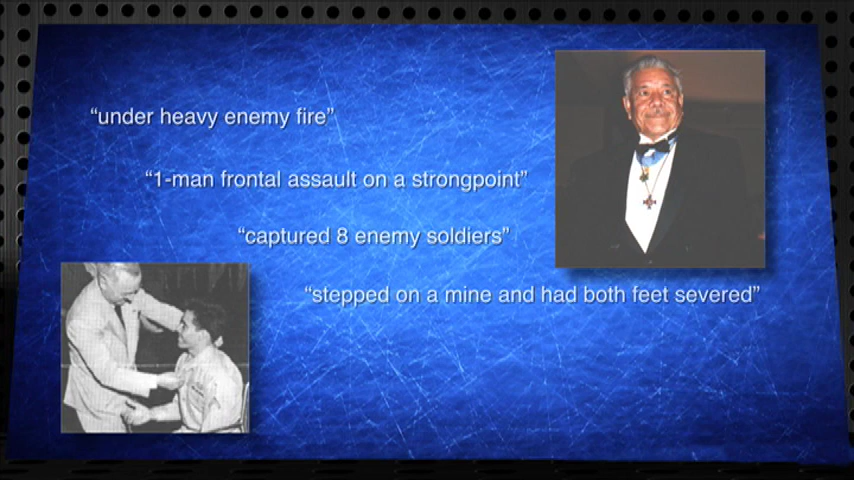 “under heavy enemy fire”
“1-man frontal assault on a strongpoint”
“captured 8 enemy soldiers”
“stepped on a mine and had both feet severed”